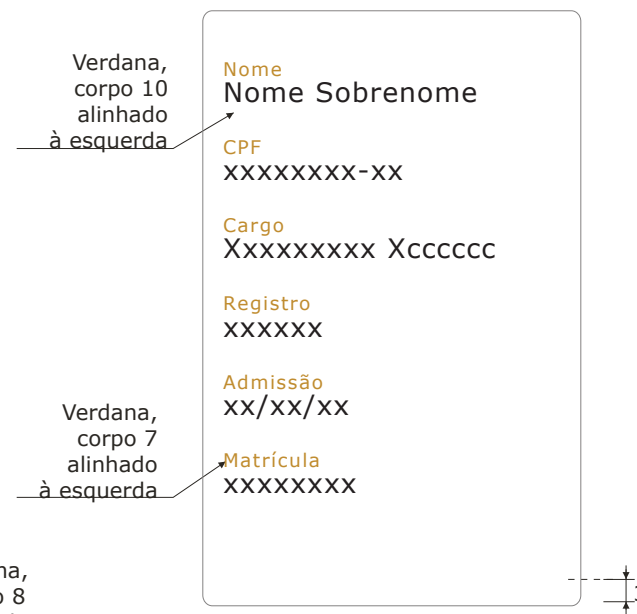 Verdana,
corpo 10
alinhado
à esquerda
Nome
Nome Sobrenome
CPF
xxxxxxxx-xx
Cargo
Xxxxxxxxx Xcccccc
Registro
xxxxxx
Admissão
xx/xx/xx
Verdana,
corpo 7
alinhado
à esquerda
Matrícula
xxxxxxxx
8